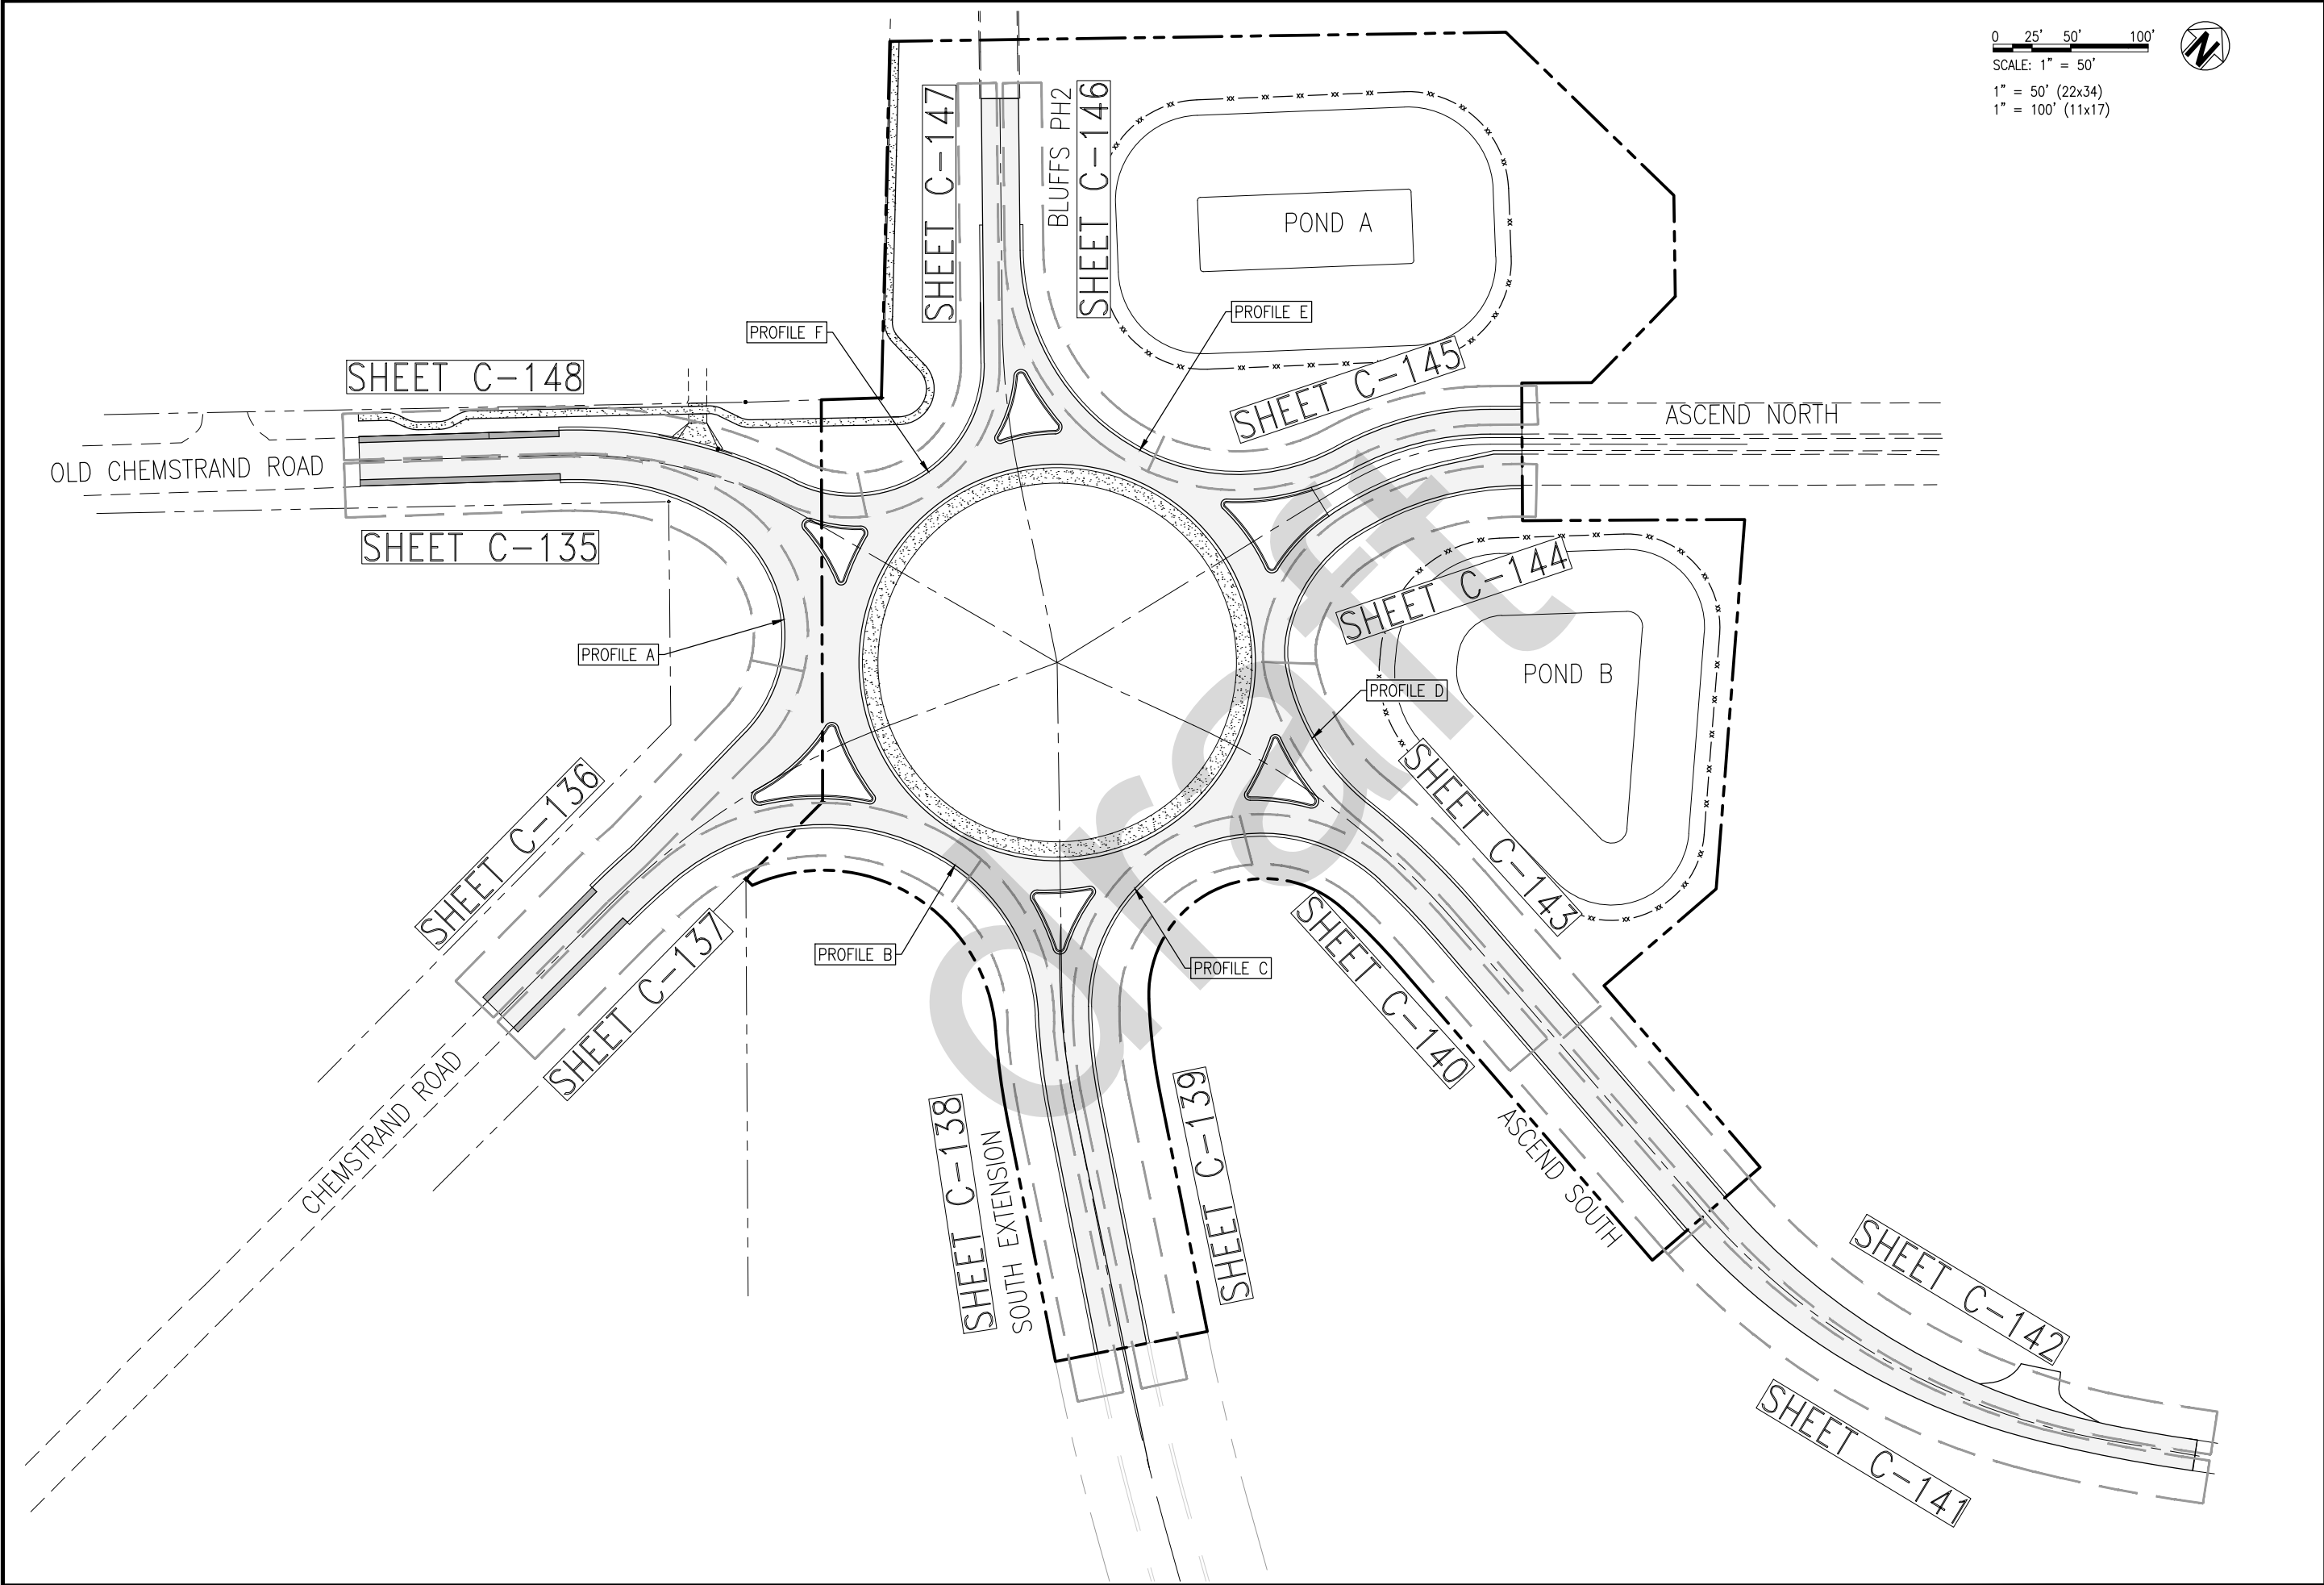 0 25' 50' 100'
N
SCALE: 1" = 50'
1" = 50' (22x34)
1" = 100' (11x17)
SHEET C-147
BLUFFS PH2
SHEET C-146
POND A
PROFILE F
PROFILE E
SHEET C-148
SHEET C-145
ASCEND NORTH
OLD CHEMSTRAND ROAD
SHEET C-135
SHEET C-144
PROFILE A
POND B
PROFILE D
SHEET C-136
SHEET C-143
SHEET C-137
PROFILE B
PROFILE C
SHEET C-140
CHEMSTRAND ROAD
SHEET C-138
SOUTH EXTENSION
SHEET C-139
ASCEND SOUTH
SHEET C-142
SHEET C-141
draft